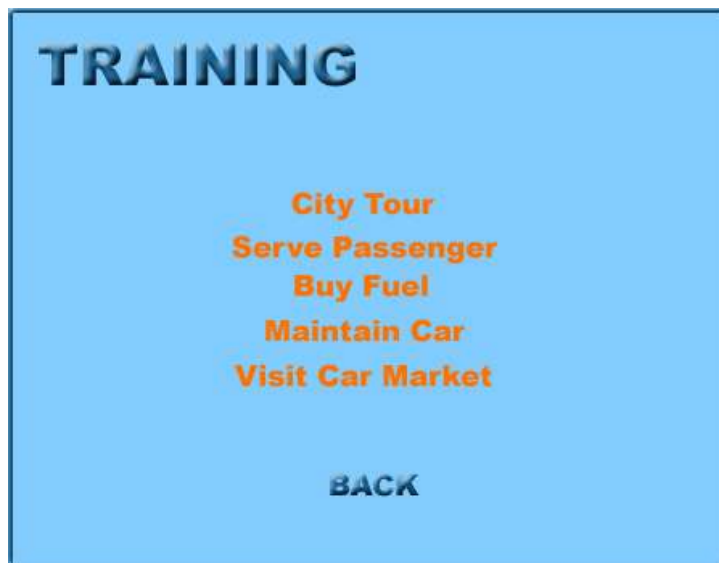 TRAINING
City Tour
Serve Passenger
Buy Fuel
Maintain Car
Visit Car Market
BACK